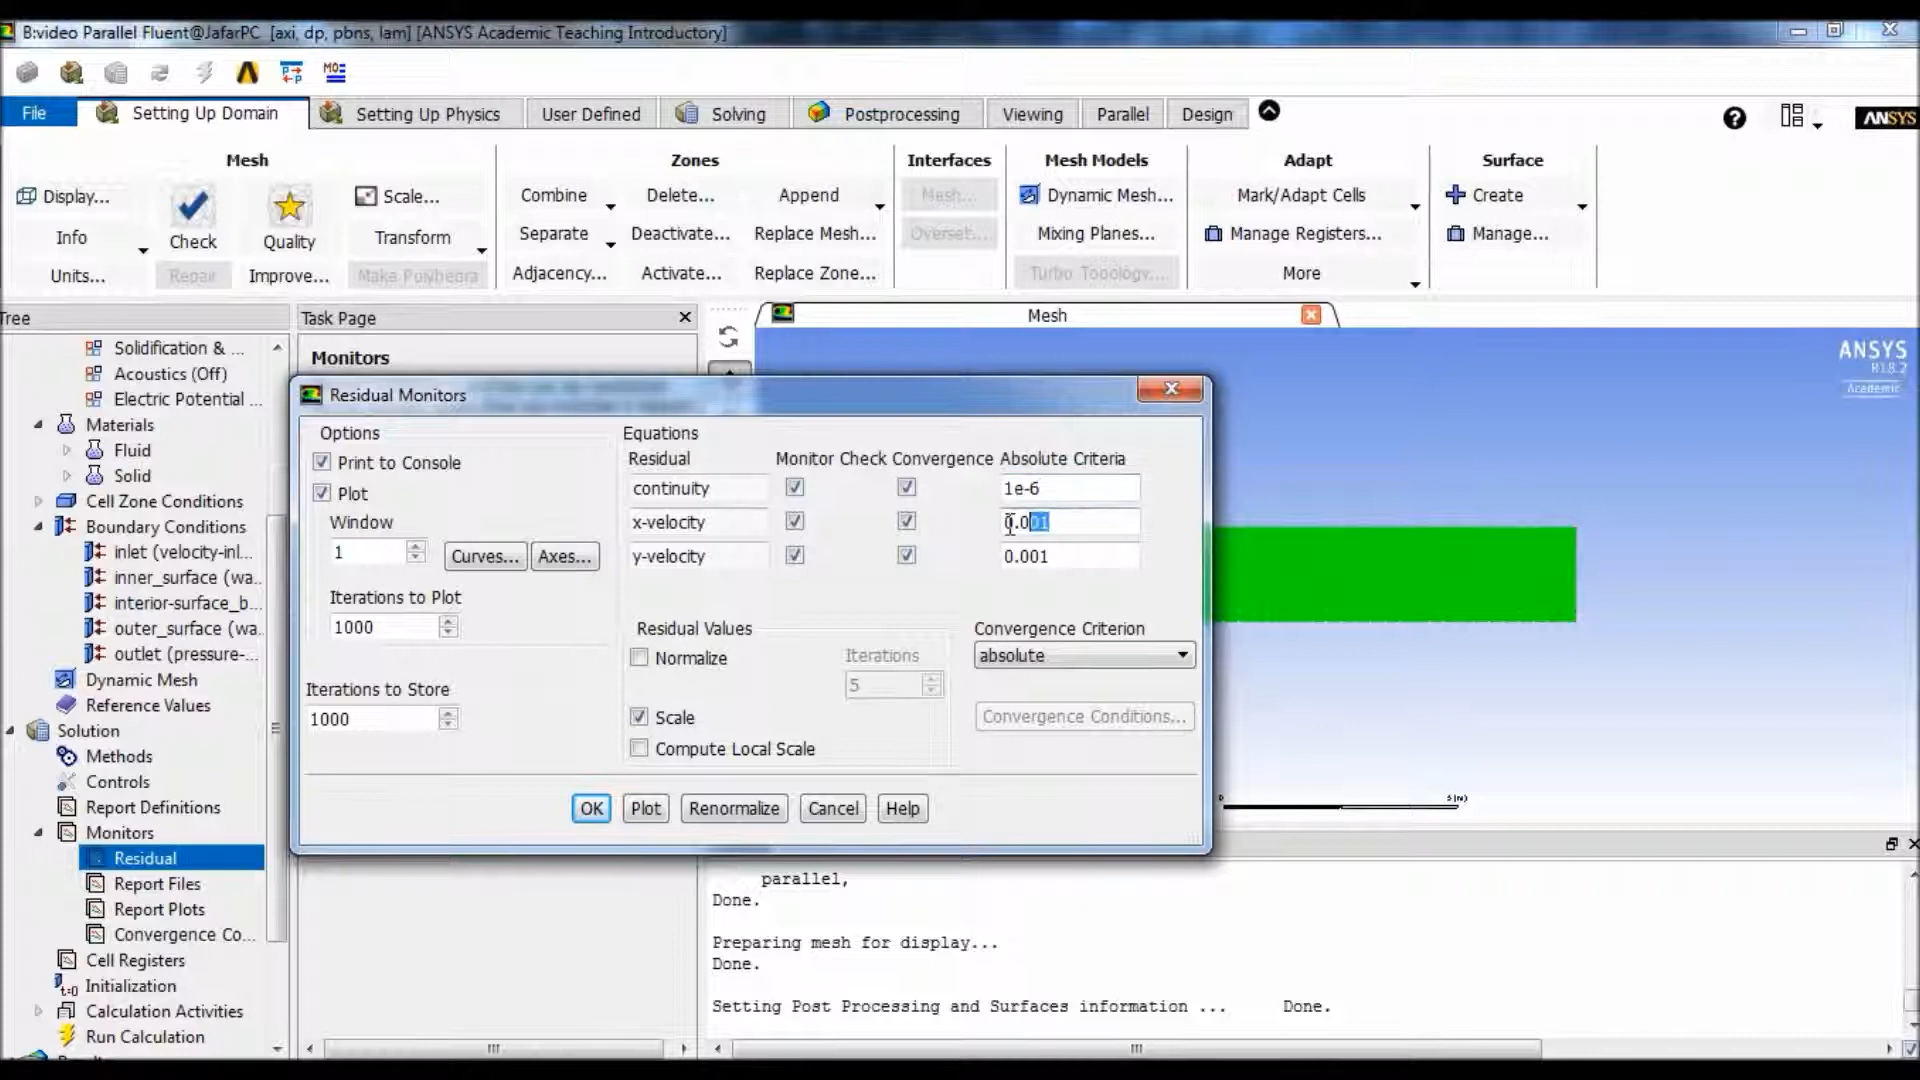 B:video Parallel Fluent@JafarPC [axi, dp, pbns, lam] [ANSYS Academic Teaching Introductory]
File
Setting Up Domain
Setting Up Physics
User Defined
Solving
Postprocessing
Viewing
Parallel
Design
ANSYS
Mesh
Zones
Interfaces
Mesh Models
Adapt
Surface
Display...
Info
Units...
Check
Repair
Quality
Improve...
Scale...
Transform
Make Polyhedra
Combine
Separate
Adjacency...
Delete...
Deactivate...
Activate...
Append
Replace Mesh...
Replace Zone...
Mesh...
Overset...
Dynamic Mesh...
Mixing Planes...
Turbo Topology...
Mark/Adapt Cells
Manage Registers...
More
Create
Manage...
Tree
Solidification & ...
Acoustics (Off)
Electric Potential ...
Materials
Fluid
Solid
Cell Zone Conditions
Boundary Conditions
inlet (velocity-inl...
inner_surface (wa..
interior-surface_b...
outer_surface (wa..
outlet (pressure-...
Dynamic Mesh
Reference Values
Solution
Methods
Controls
Report Definitions
Monitors
Residual
Report Files
Report Plots
Convergence Co...
Cell Registers
Initialization
Calculation Activities
Run Calculation
Task Page
Monitors
Mesh
ANSYS
R18.2
Academic
Residual Monitors
Options
Print to Console
Plot
Window
1
Curves...
Axes...
Iterations to Plot
1000
Iterations to Store
1000
Equations
Residual Monitor Check Convergence Absolute Criteria
continuity 1e-6
x-velocity 0.001
y-velocity 0.001
Residual Values
Normalize
Iterations
5
Scale
Compute Local Scale
Convergence Criterion
absolute
Convergence Conditions...
OK
Plot
Renormalize
Cancel
Help
0
5 (m)
parallel,
Done.
Preparing mesh for display...
Done.
Setting Post Processing and Surfaces information ... Done.